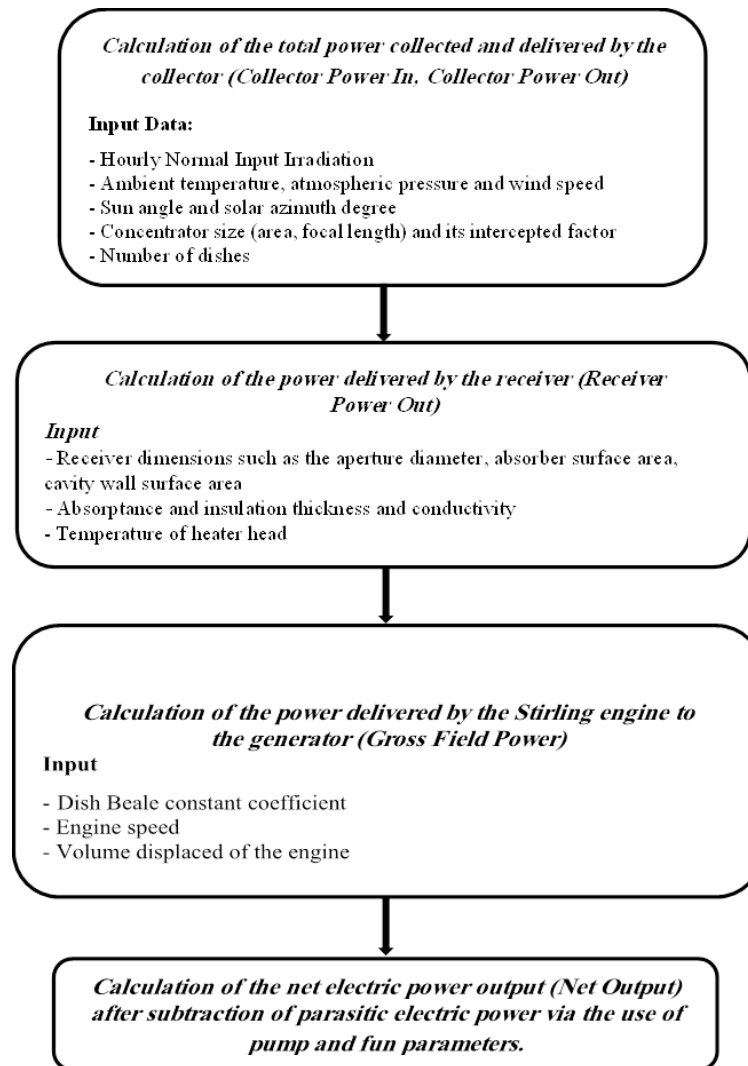 Calculation of the total power collected and delivered by the
collector (Collector Power In, Collector Power Out)
Input Data:
- Hourly Normal Input Irradiation
- Ambient temperature, atmospheric pressure and wind speed
- Sun angle and solar azimuth degree
- Concentrator size (area, focal length) and its intercepted factor
- Number of dishes
Calculation of the power delivered by the receiver (Receiver
Power Out)
Input
- Receiver dimensions such as the aperture diameter, absorber surface area,
cavity wall surface area
- Absorptance and insulation thickness and conductivity
- Temperature of heater head
Calculation of the power delivered by the Stirling engine to
the generator (Gross Field Power)
Input
- Dish Beale constant coefficient
- Engine speed
- Volume displaced of the engine
Calculation of the net electric power output (Net Output)
after subtraction of parasitic electric power via the use of
pump and fun parameters.